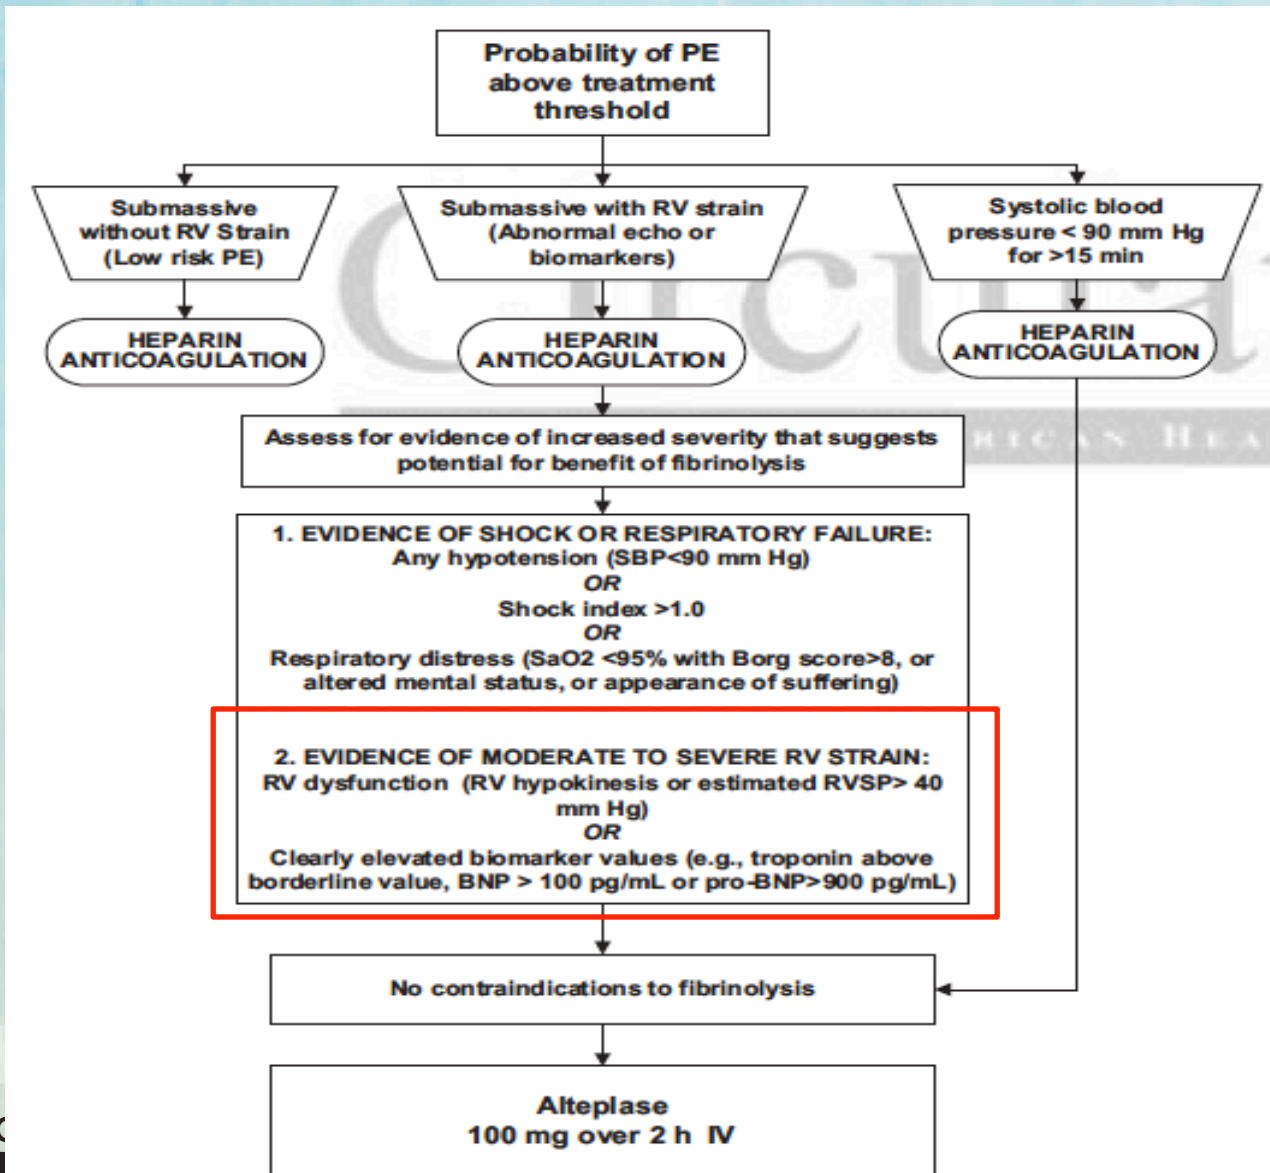 Probability of PE
above treatment
threshold
Submassive
without RV Strain
(Low risk PE)
Submassive with RV strain
(Abnormal echo or
biomarkers)
Systolic blood
pressure < 90 mm Hg
for >15 min
HEPARIN
ANTICOAGULATION
HEPARIN
ANTICOAGULATION
HEPARIN
ANTICOAGULATION
Assess for evidence of increased severity that suggests
potential for benefit of fibrinolysis
1. EVIDENCE OF SHOCK OR RESPIRATORY FAILURE:
Any hypotension (SBP<90 mm Hg)
OR
Shock index >1.0
OR
Respiratory distress (SaO2 <95% with Borg score>8, or
altered mental status, or appearance of suffering)
2. EVIDENCE OF MODERATE TO SEVERE RV STRAIN:
RV dysfunction (RV hypokinesis or estimated RVSP> 40
mm Hg)
OR
Clearly elevated biomarker values (e.g., troponin above
borderline value, BNP > 100 pg/mL or pro-BNP>900 pg/mL)
No contraindications to fibrinolysis
Alteplase
100 mg over 2 h IV